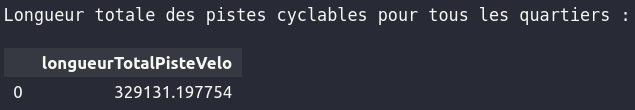 Longueur totale des pistes cyclables pour tous les quartiers :
longueurTotalPisteVelo
0 329131.197754